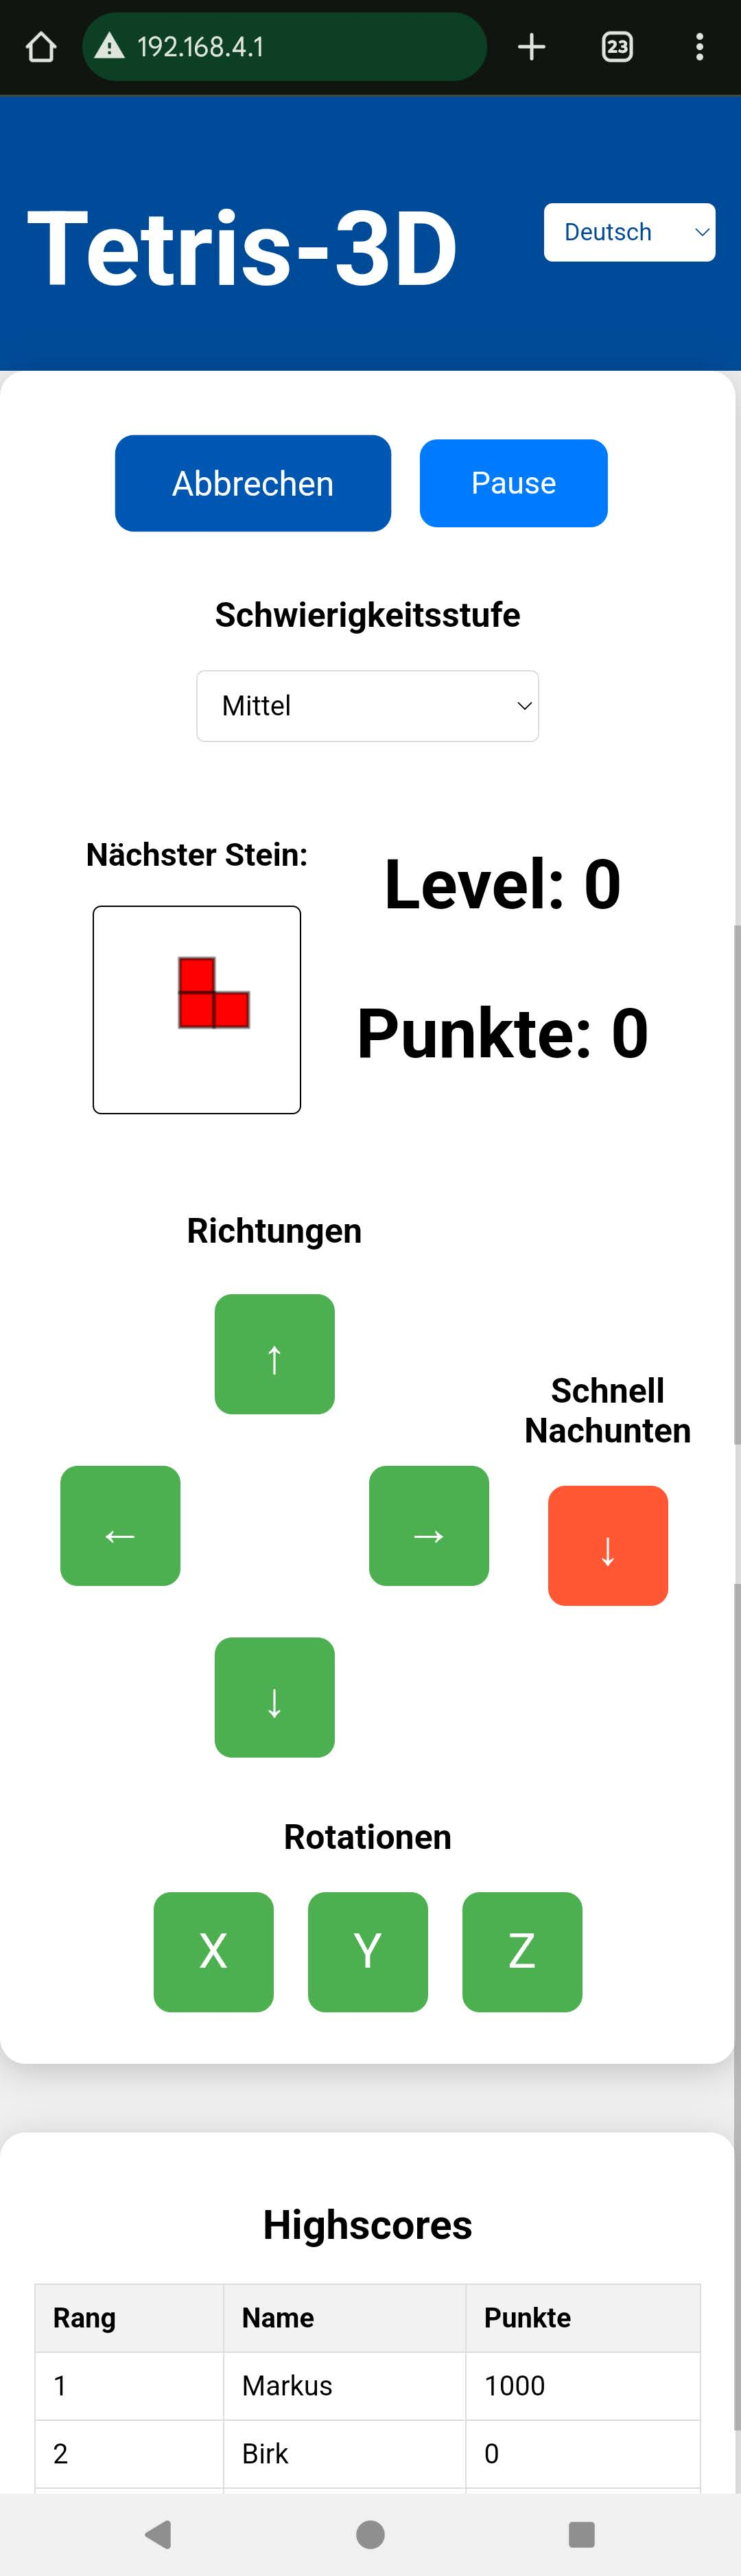 192.168.4.1
23
Tetris-3D
Deutsch
Abbrechen
Pause
Schwierigkeitsstufe
Mittel
Nächster Stein:
Level: 0
Punkte: 0
Richtungen
↑
Schnell
Nachunten
←
→
↓
↓
Rotationen
X Y Z
Highscores
Rang Name Punkte
1 Markus 1000
2 Birk 0